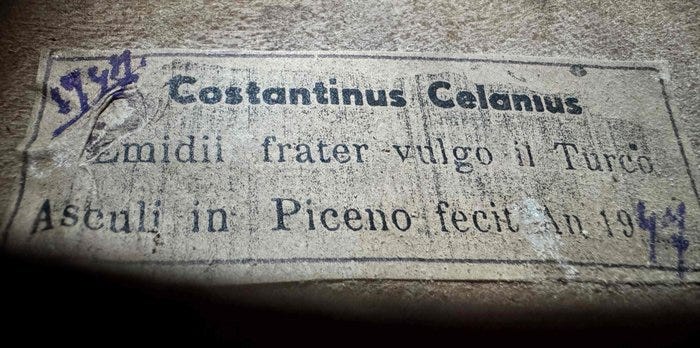 1947.
Costantinus Celanius
Emidii frater vulgo il Turco
Asculi in Piceno fecit An 1947